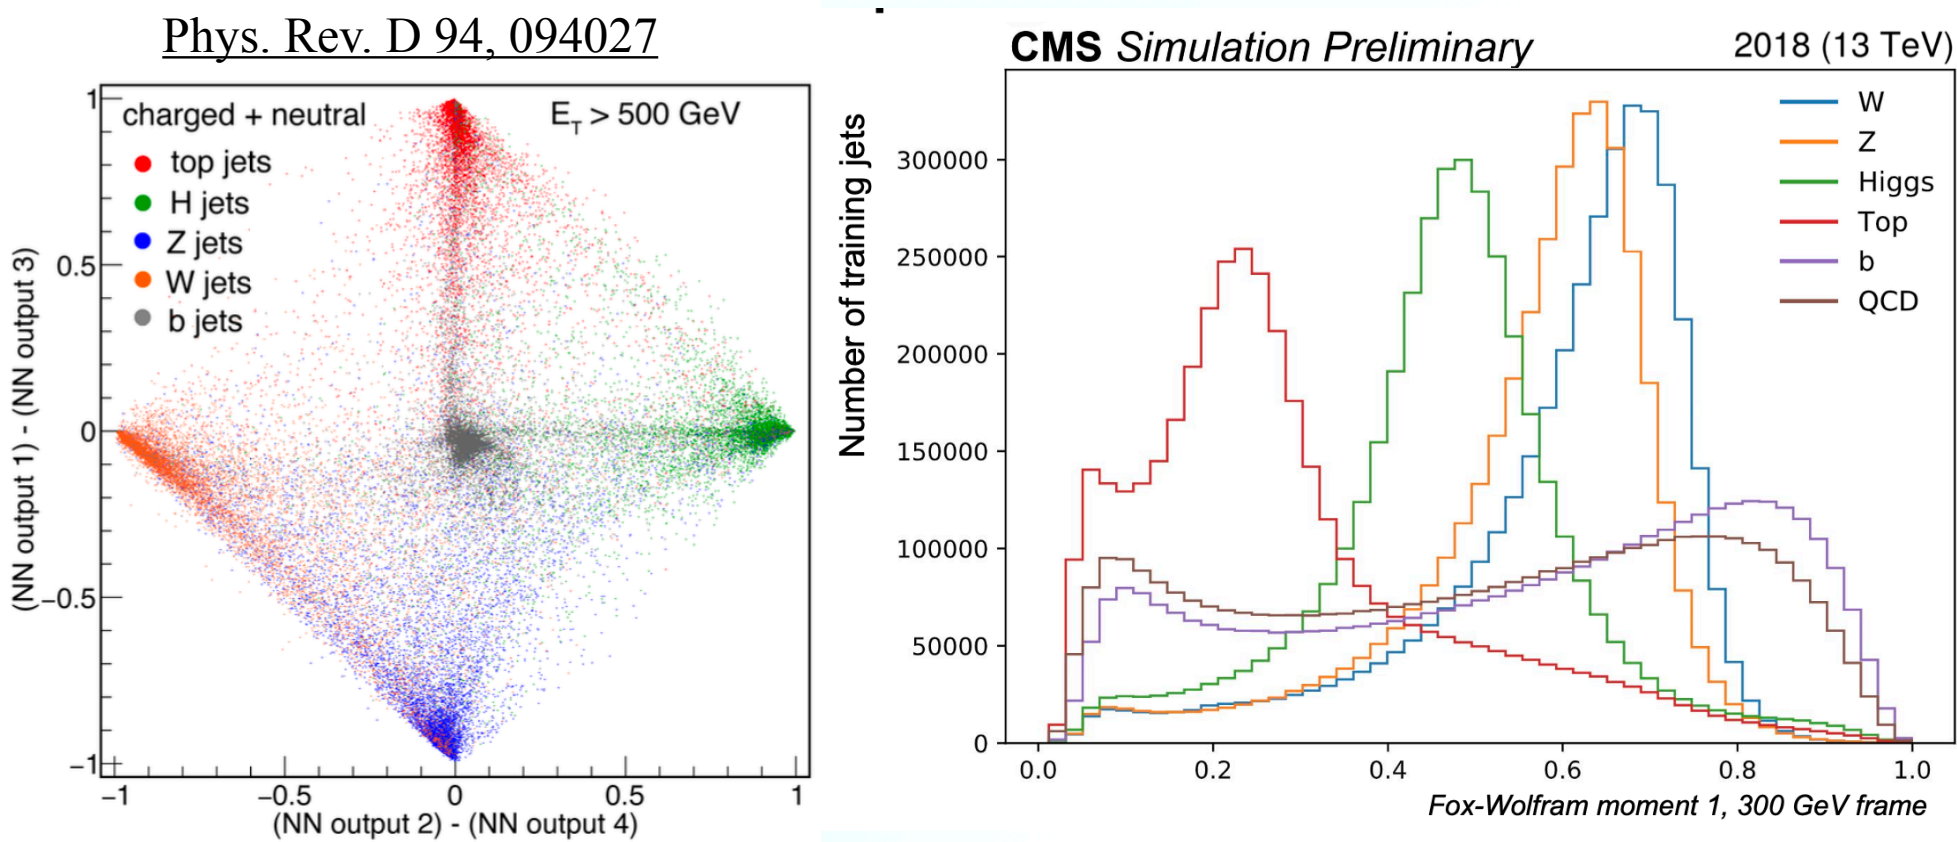 Phys. Rev. D 94, 094027
charged + neutral
E_T > 500 GeV
top jets
H jets
Z jets
W jets
b jets
1
0.5
0
−0.5
−1
−1
−0.5
0
0.5
1
(NN output 1) - (NN output 3)
(NN output 2) - (NN output 4)
CMS Simulation Preliminary
2018 (13 TeV)
W
Z
Higgs
Top
b
QCD
Number of training jets
300000
250000
200000
150000
100000
50000
0
0.0
0.2
0.4
0.6
0.8
1.0
Fox-Wolfram moment 1, 300 GeV frame